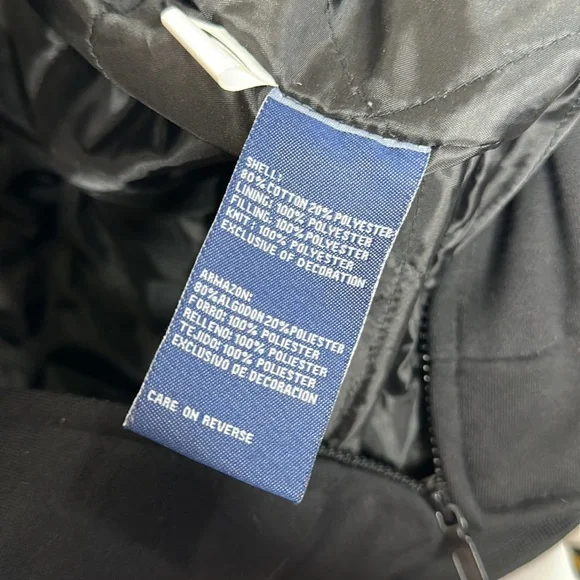 SHELL:
80%COTTON 20% POLYESTER
LINING: 100% POLYESTER
FILLING: 100% POLYESTER
KNIT: 100% POLYESTER
EXCLUSIVE OF DECORATION
ARMAZON:
80%ALGODON 20%POLIESTER
FORRO: 100% POLIESTER
RELLENO: 100% POLIESTER
TEJIDO: 100% POLIESTER
EXCLUSIVO DE DECORACION
CARE ON REVERSE